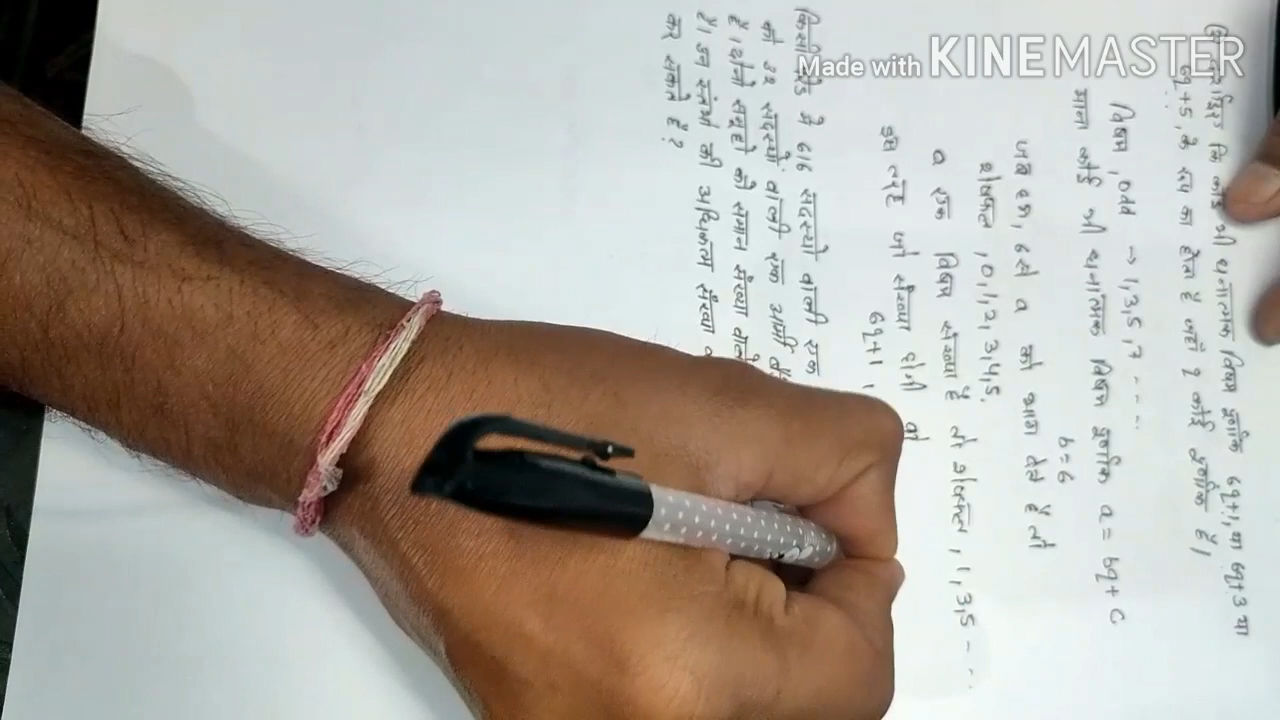 Made with KINEMASTER
कि कोई भी धनात्मक विषम पूर्णांक 6q+1, या 6q+3 या
6q+5, के रूप का होता है जहाँ q कोई पूर्णांक है,
विषम, odd → 1, 3, 5, 7 ----
माना कोई भी धनात्मक विषम पूर्णांक a = bq + c
b = 6
जब हम, 6 से a को भाग देते हैं तो
शेषफल, 0, 1, 2, 3, 4, 5.
a एक विषम संख्या है तो शेषफल, 1, 3, 5 ----
इस तरह जो संख्या होगी वो
6q+1,
किसी परेड में 616 सदस्यों वाली एक
को 32 सदस्यों वाली एक आर्मी
है। दोनों समूहों को समान संख्या वाले
हैं। उन स्तंभों की अधिकतम संख्या
कर सकते हैं?